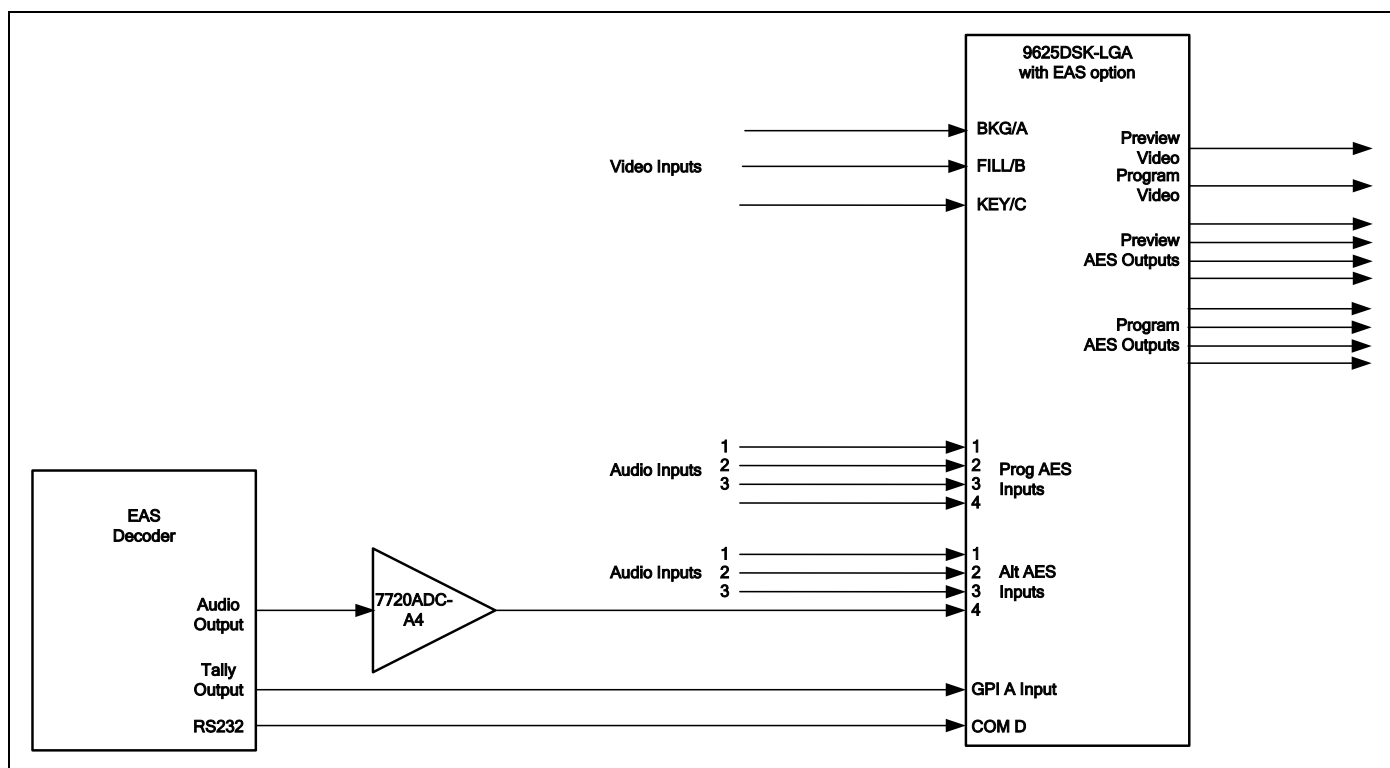 9625DSK-LGA
with EAS option
BKG/A
Video Inputs
FILL/B
KEY/C
Preview
Video
Program
Video
Preview
AES Outputs
Program
AES Outputs
Audio Inputs
1
2
3
1
2
3
4
Prog AES
Inputs
Audio Inputs
1
2
3
1
2
3
4
Alt AES
Inputs
EAS
Decoder
Audio
Output
7720ADC-
A4
Tally
Output
GPI A Input
RS232
COM D